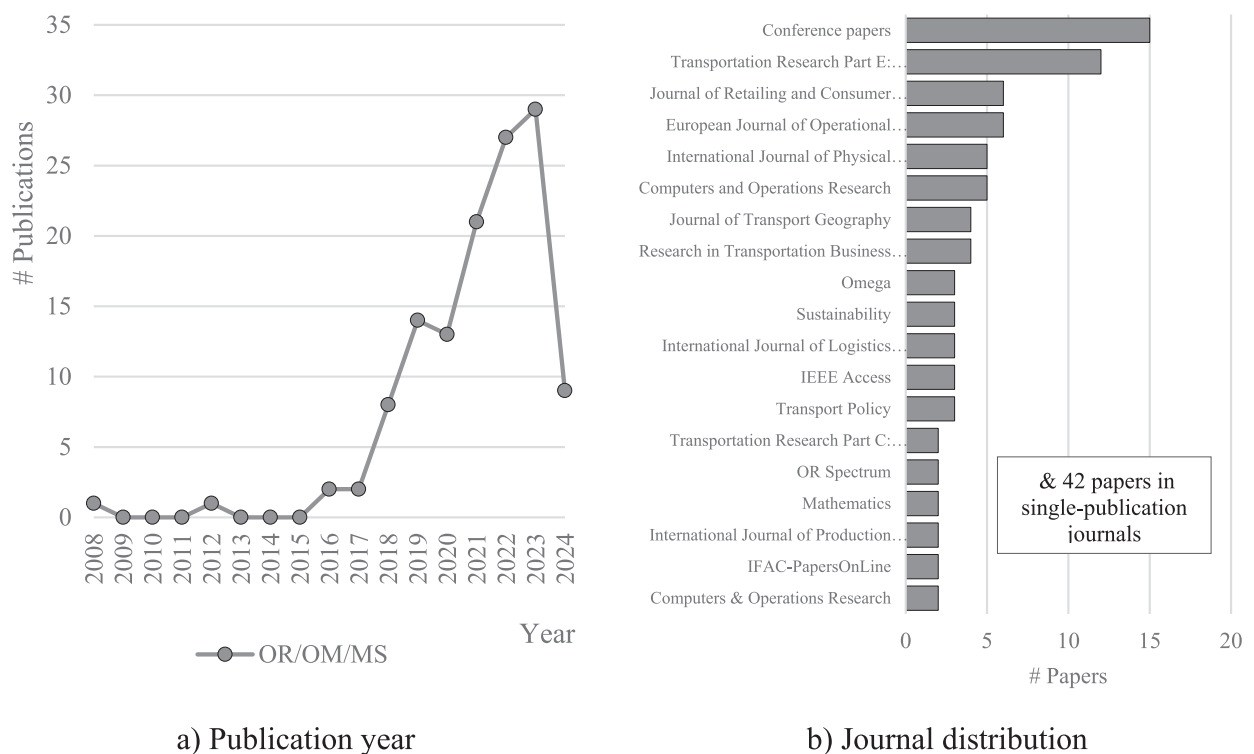 35
30
25
20
15
10
5
0
# Publications
2008
2009
2010
2011
2012
2013
2014
2015
2016
2017
2018
2019
2020
2021
2022
2023
2024
Year
OR/OM/MS
a) Publication year
Conference papers
Transportation Research Part E:…
Journal of Retailing and Consumer…
European Journal of Operational…
International Journal of Physical…
Computers and Operations Research
Journal of Transport Geography
Research in Transportation Business…
Omega
Sustainability
International Journal of Logistics…
IEEE Access
Transport Policy
Transportation Research Part C:…
OR Spectrum
Mathematics
International Journal of Production…
IFAC-PapersOnLine
Computers & Operations Research
& 42 papers in
single-publication
journals
0
5
10
15
20
# Papers
b) Journal distribution